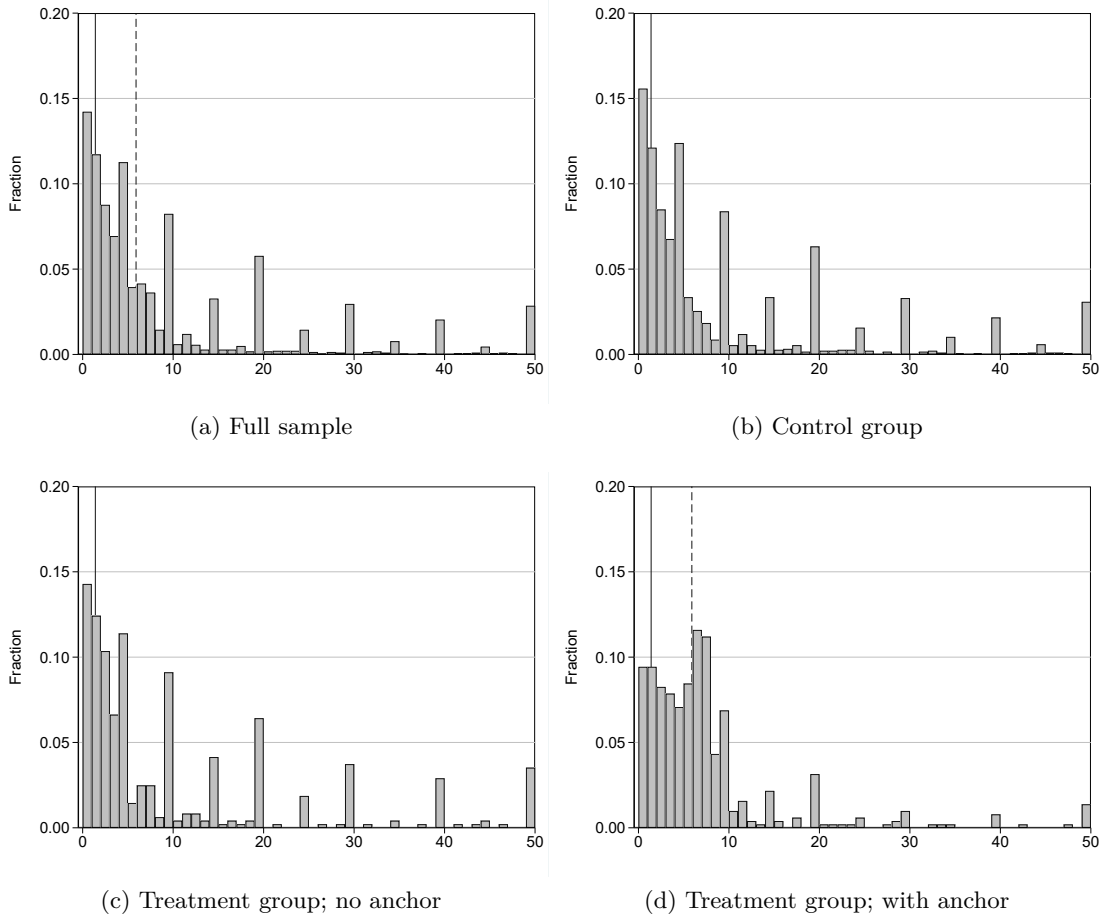 0.20 0.20
0.15 0.15
Fraction 0.10 Fraction 0.10
0.05 0.05
0.00 0.00
0 10 20 30 40 50 0 10 20 30 40 50
(a) Full sample (b) Control group
0.20 0.20
0.15 0.15
Fraction 0.10 Fraction 0.10
0.05 0.05
0.00 0.00
0 10 20 30 40 50 0 10 20 30 40 50
(c) Treatment group; no anchor (d) Treatment group; with anchor